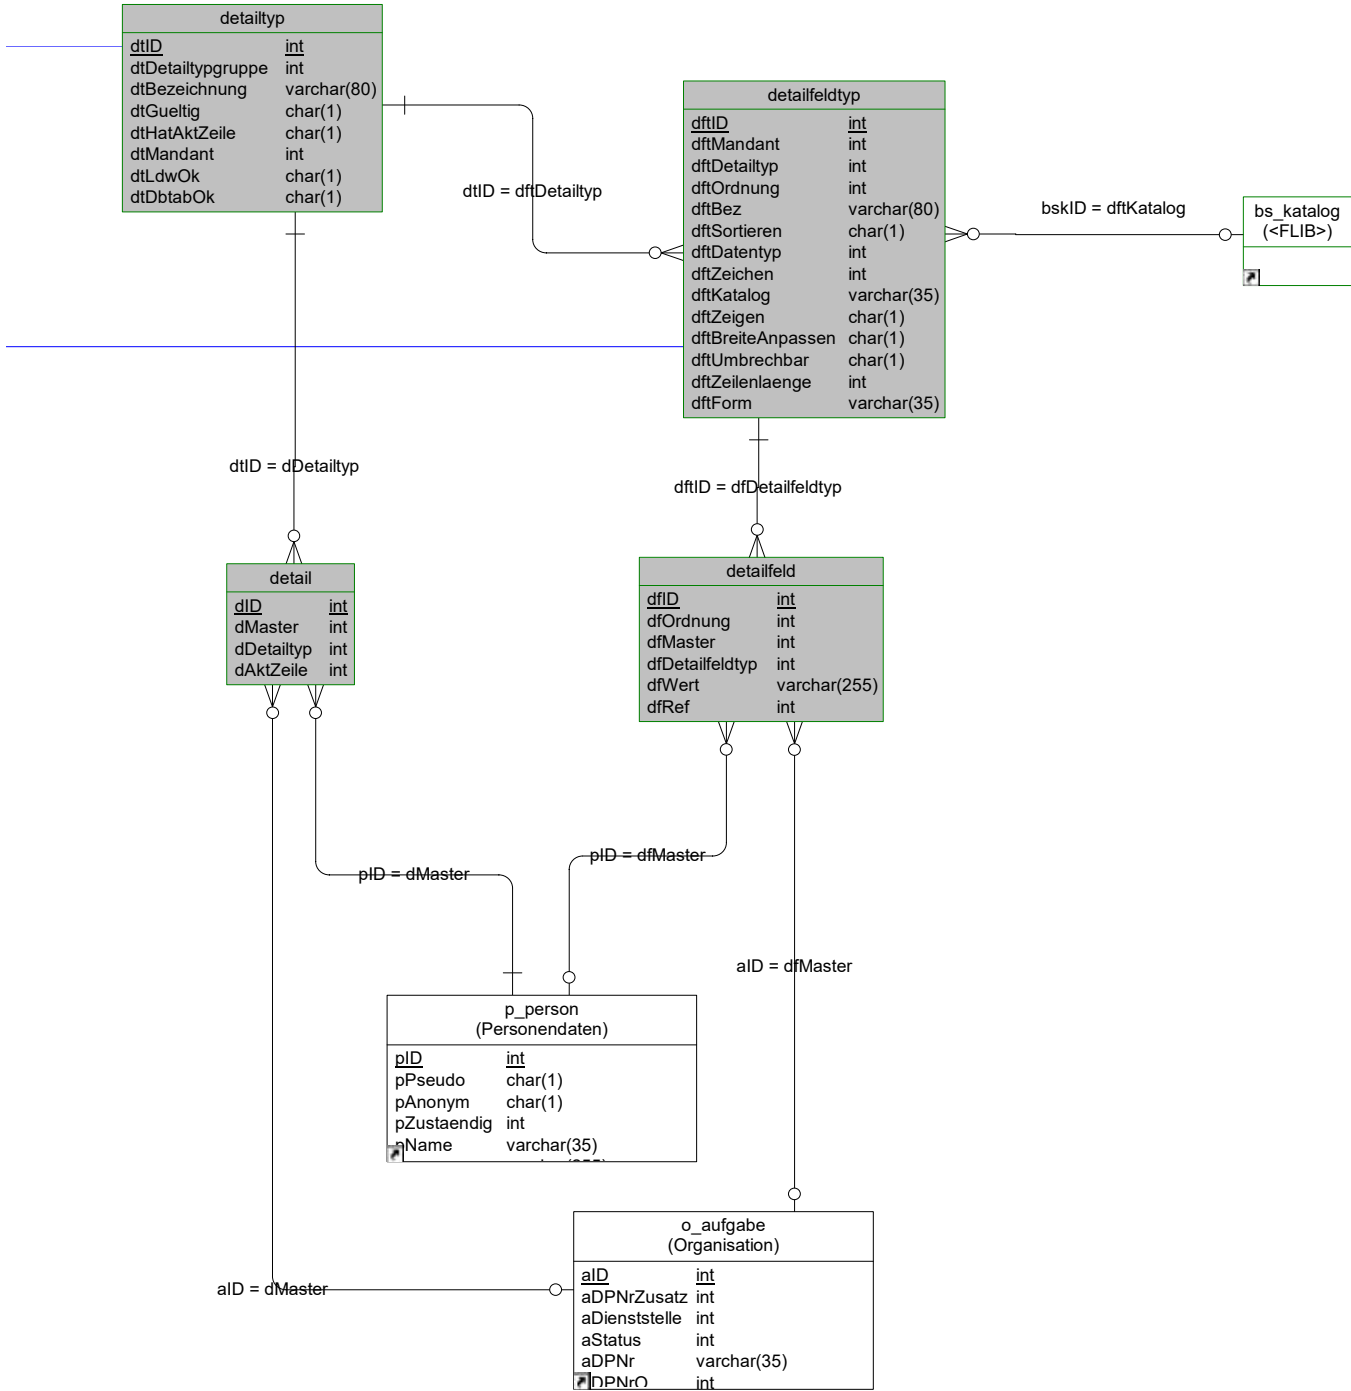 detailtyp
dtID int
dtDetailtypgruppe int
dtBezeichnung varchar(80)
dtGueltig char(1)
dtHatAktZeile char(1)
dtMandant int
dtLdwOk char(1)
dtDbtabOk char(1)
detailfeldtyp
dftID int
dftMandant int
dftDetailtyp int
dftOrdnung int
dftBez varchar(80)
dftSortieren char(1)
dftDatentyp int
dftZeichen int
dftKatalog varchar(35)
dftZeigen char(1)
dftBreiteAnpassen char(1)
dftUmbrechbar char(1)
dftZeilenlaenge int
dftForm varchar(35)
dtID = dftDetailtyp
bskID = dftKatalog
bs_katalog
(<FLIB>)
dtID = dDetailtyp
dftID = dfDetailfeldtyp
detail
dID int
dMaster int
dDetailtyp int
dAktZeile int
detailfeld
dfID int
dfOrdnung int
dfMaster int
dfDetailfeldtyp int
dfWert varchar(255)
dfRef int
pID = dfMaster
pID = dMaster
aID = dfMaster
p_person
(Personendaten)
pID int
pPseudo char(1)
pAnonym char(1)
pZustaendig int
pName varchar(35)
o_aufgabe
(Organisation)
aID int
aDPNrZusatz int
aDienststelle int
aStatus int
aDPNr varchar(35)
DPNrO int
aID = dMaster